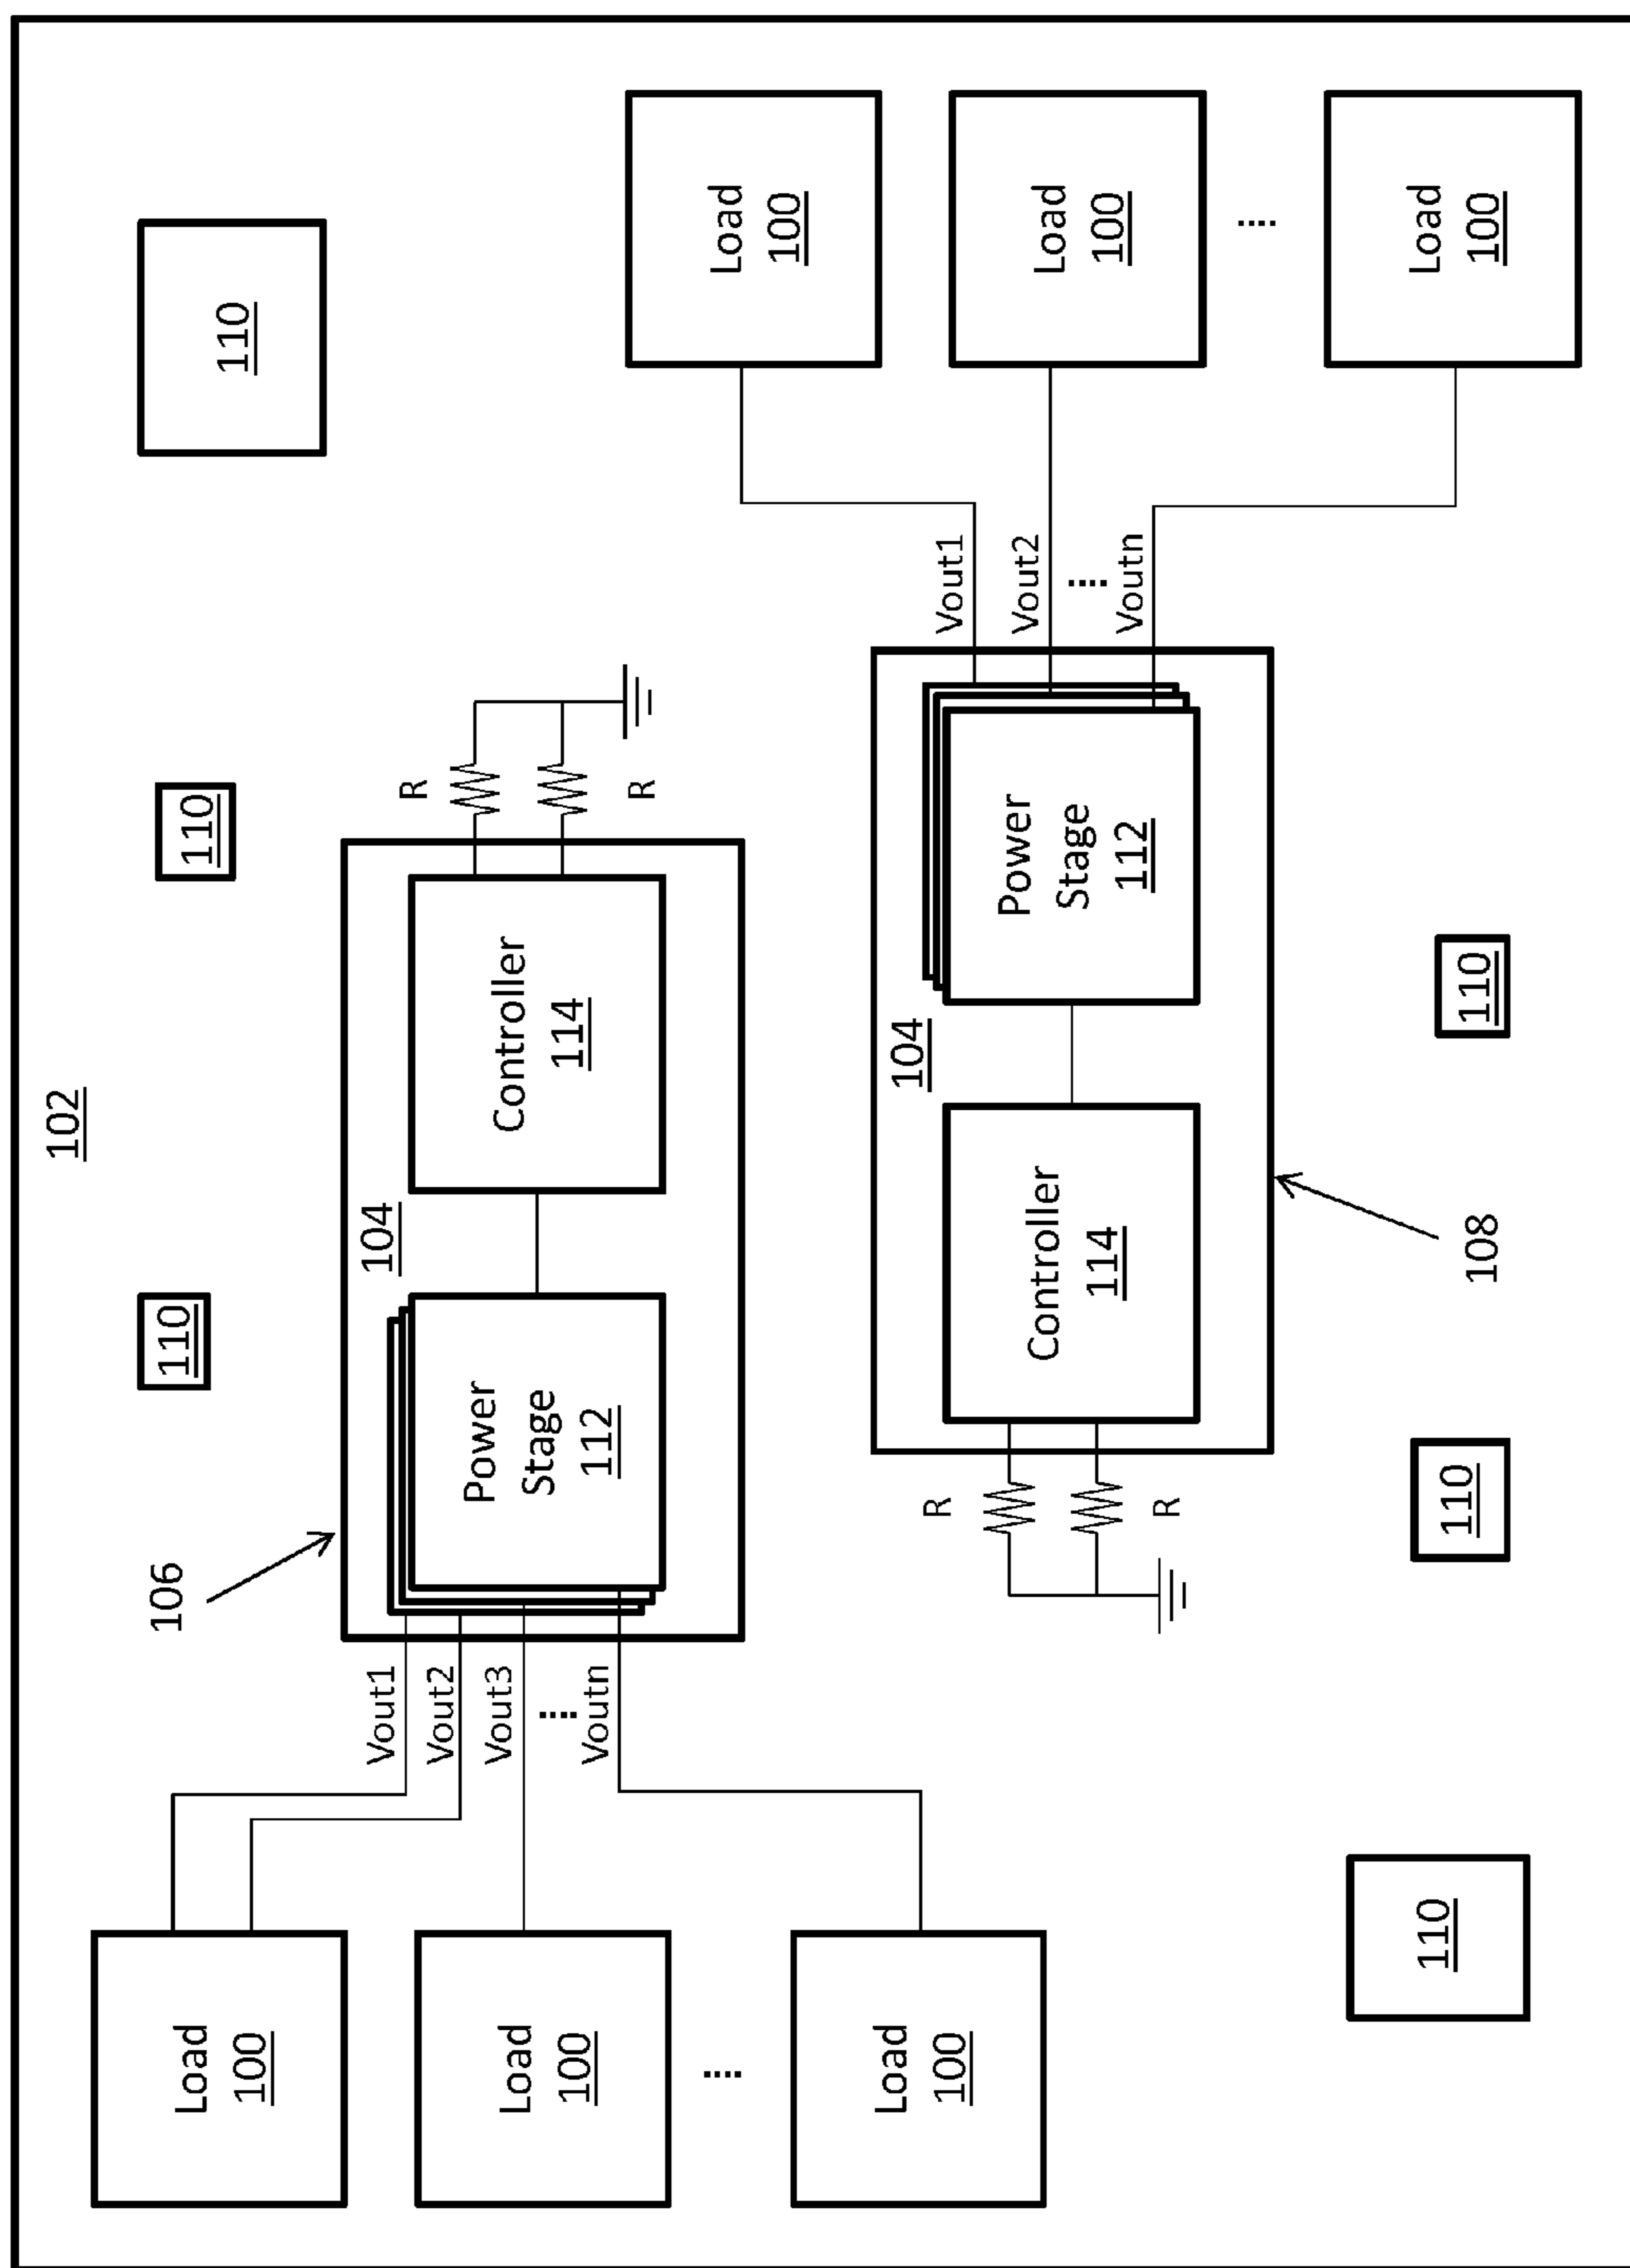 102
106
110
110
110
Load
100
Load
100
....
Load
100
Vout1
Vout2
Vout3
....
Voutn
104
Power
Stage
112
Controller
114
R
R
R
R
104
Controller
114
Power
Stage
112
Vout1
Vout2
....
Voutn
Load
100
Load
100
....
Load
100
108
110
110
110